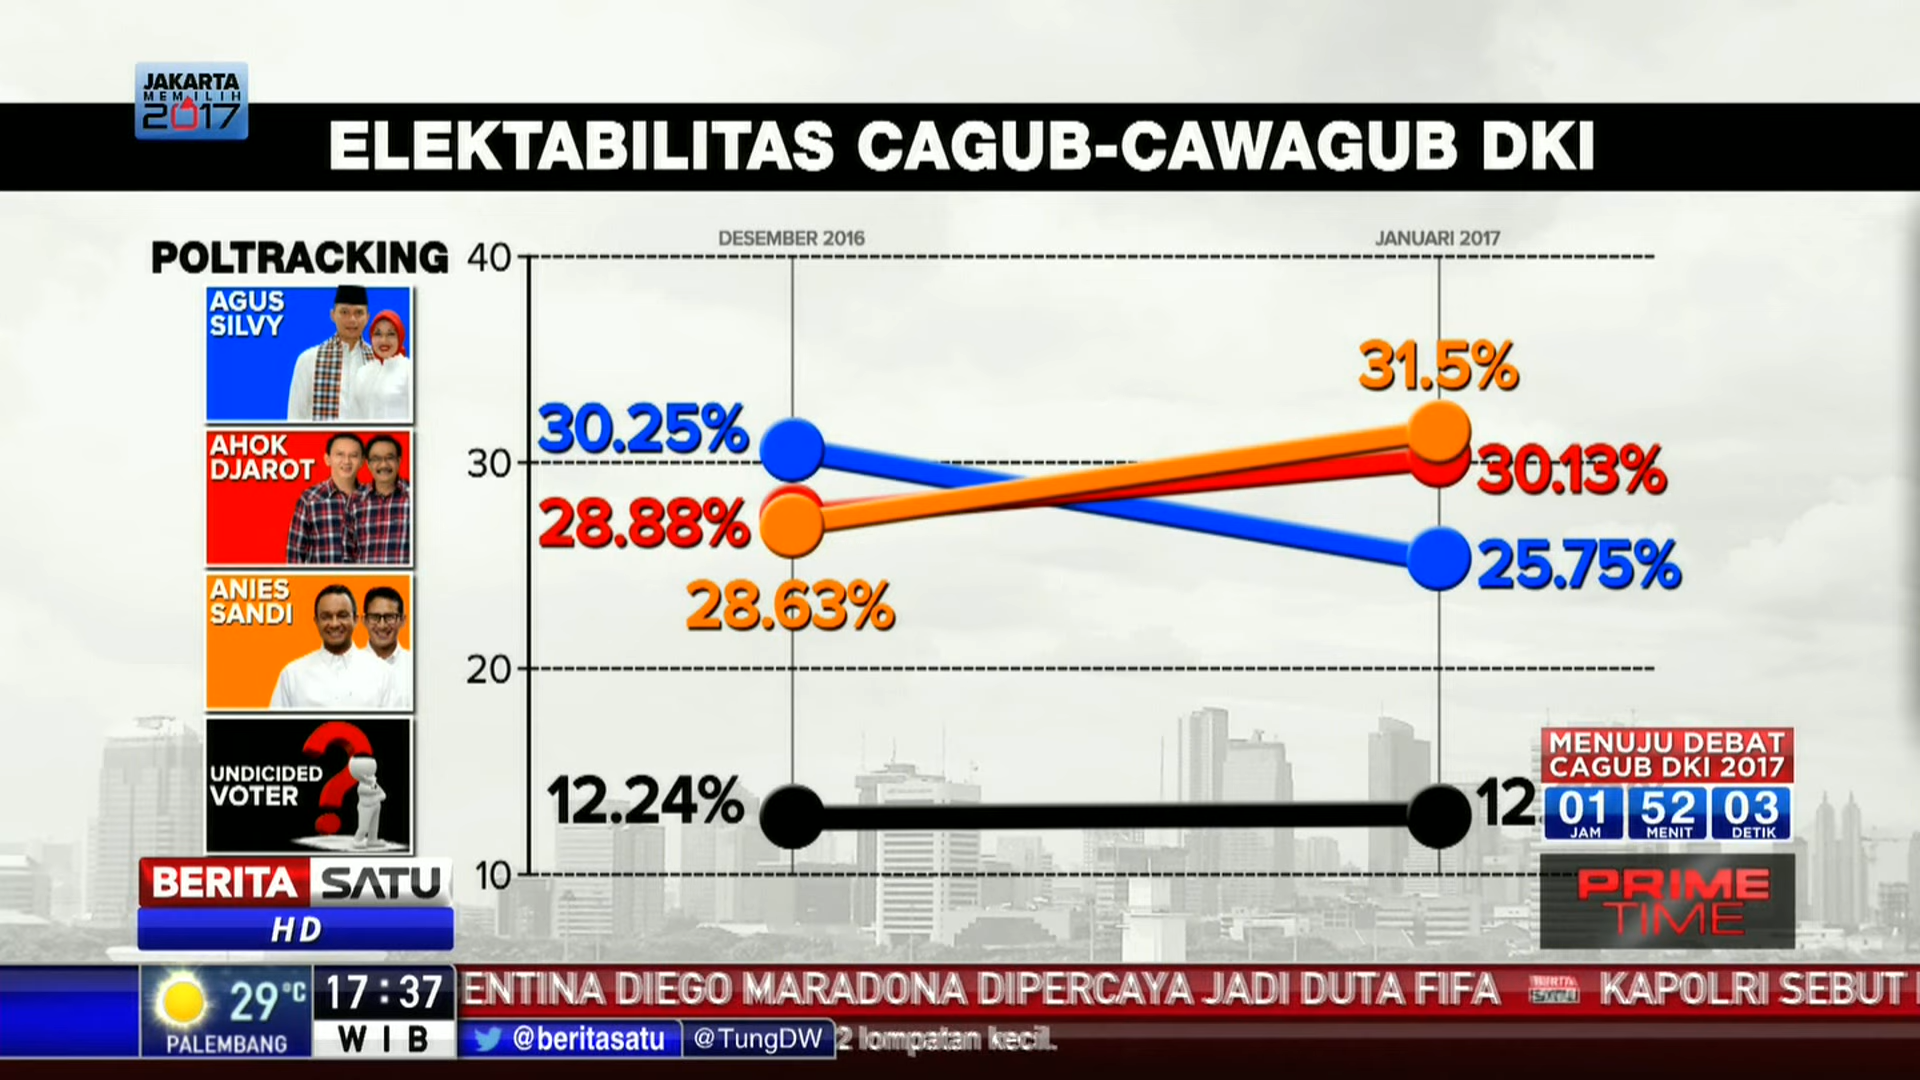 JAKARTA
MEMILIH
2017
ELEKTABILITAS CAGUB-CAWAGUB DKI
POLTRACKING
DESEMBER 2016
JANUARI 2017
40
30
20
10
AGUS
SILVY
AHOK
DJAROT
ANIES
SANDI
UNDICIDED
VOTER
30.25%
28.88%
28.63%
12.24%
31.5%
30.13%
25.75%
12
MENUJU DEBAT
CAGUB DKI 2017
01 52 03
JAM MENIT DETIK
PRIME
TIME
BERITA SATU
HD
29°C
PALEMBANG
17:37
WIB
ENTINA DIEGO MARADONA DIPERCAYA JADI DUTA FIFA BERITA SATU KAPOLRI SEBUT
@beritasatu @TungDW 2 lompatan kecil.